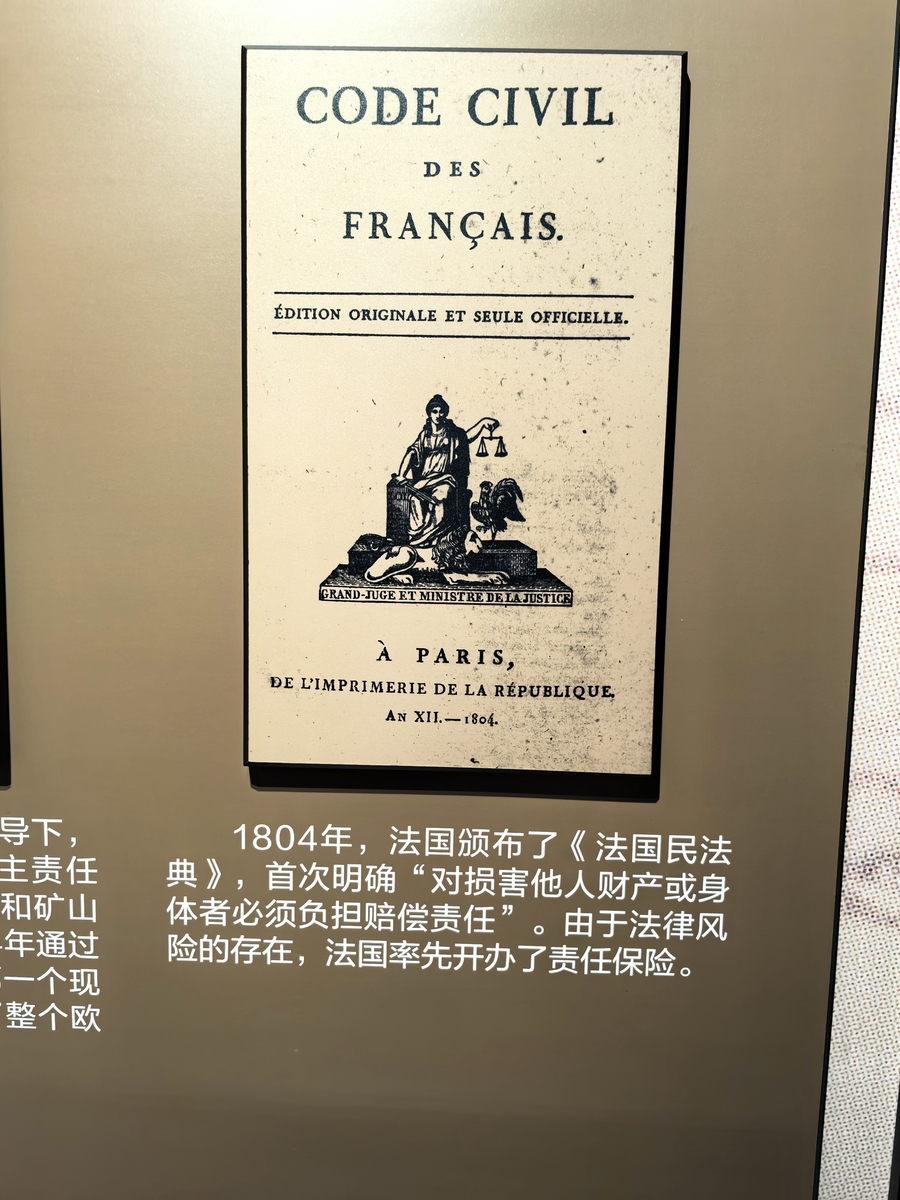 CODE CIVIL
DES
FRANÇAIS.
ÉDITION ORIGINALE ET SEULE OFFICIELLE.
GRAND-JUGE ET MINISTRE DE LA JUSTICE
À PARIS,
DE L'IMPRIMERIE DE LA RÉPUBLIQUE.
AN XII.—1804.
导下，
主责任
和矿山
年通过
一个现
整个欧
1804年，法国颁布了《法国民法
典》，首次明确“对损害他人财产或身
体者必须负担赔偿责任”。由于法律风
险的存在，法国率先开办了责任保险。